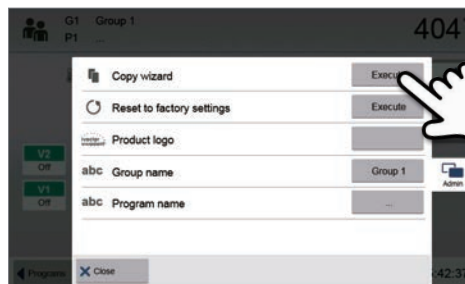 G1 Group 1
P1 ...
404
Copy wizard
Reset to factory settings
Execute
Product logo
V2
Off
abc Group name
Group 1
Admin
V1
Off
abc Program name
...
Programs
Close
:42:37